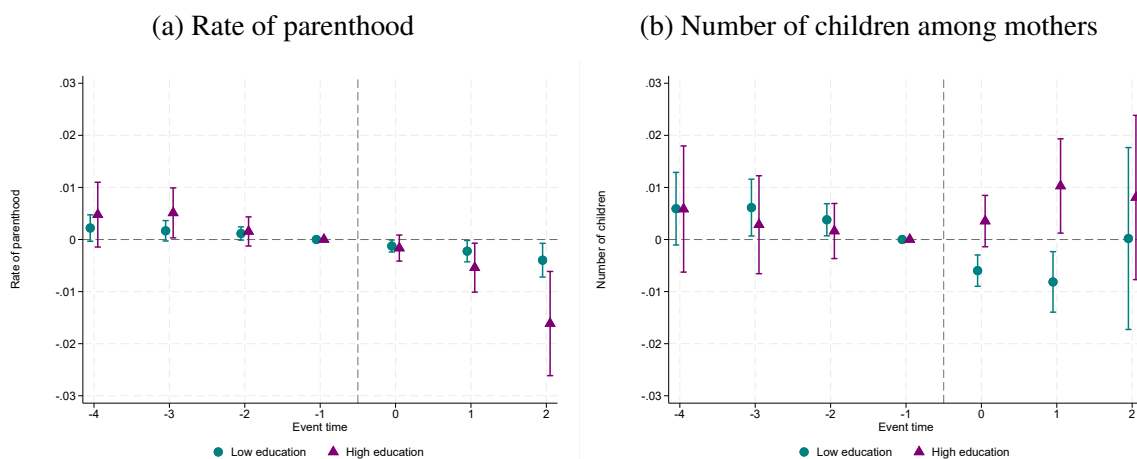 (a) Rate of parenthood
Rate of parenthood
.03
.02
.01
0
-.01
-.02
-.03
-4 -3 -2 -1 0 1 2
Event time
Low education High education
(b) Number of children among mothers
Number of children
.03
.02
.01
0
-.01
-.02
-.03
-4 -3 -2 -1 0 1 2
Event time
Low education High education